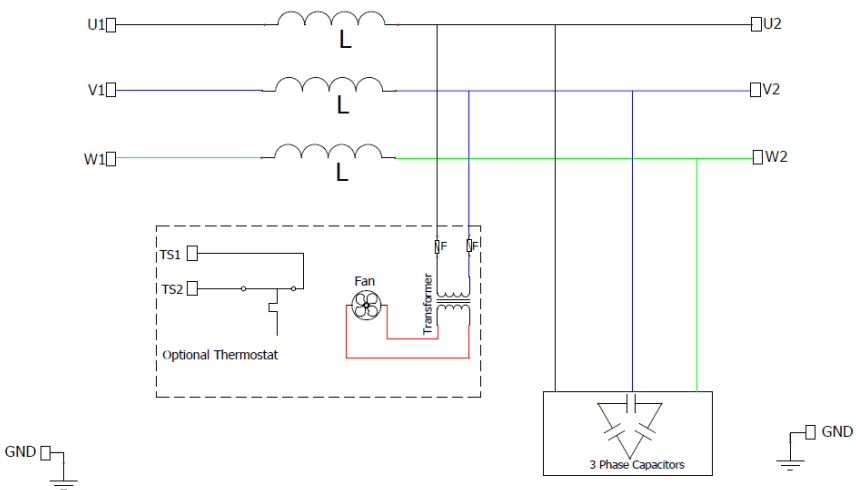 U1
L
U2
V1
L
V2
W1
L
W2
TS1
F
F
TS2
Fan
Transformer
Optional Thermostat
GND
GND
3 Phase Capacitors